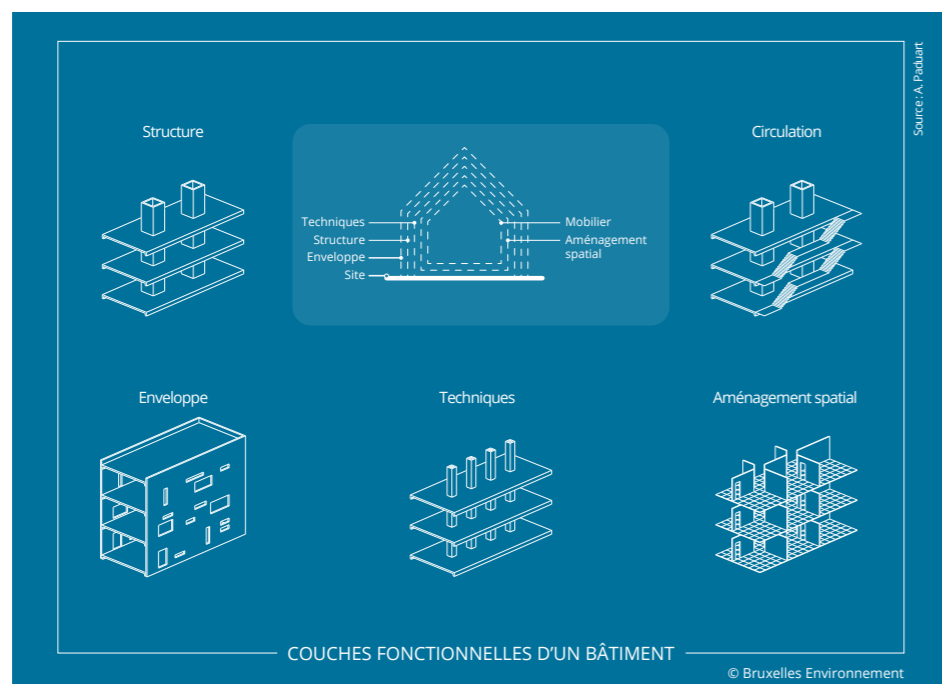 Source : A. Paduart
Structure
Circulation
Techniques
Structure
Enveloppe
Site
Mobilier
Aménagement
spatial
Enveloppe
Techniques
Aménagement spatial
COUCHES FONCTIONNELLES D'UN BÂTIMENT
© Bruxelles Environnement